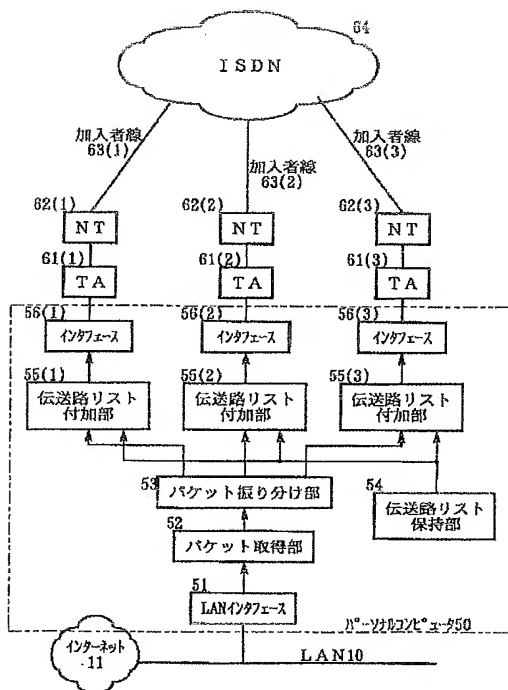 64
ISDN
加入者線
63(1)
加入者線
63(2)
加入者線
63(3)
62(1)
NT
62(2)
NT
62(3)
NT
61(1)
TA
61(2)
TA
61(3)
TA
56(1)
インタフェース
56(2)
インタフェース
56(3)
インタフェース
55(1)
伝送路リスト
付加部
55(2)
伝送路リスト
付加部
55(3)
伝送路リスト
付加部
53
パケット振り分け部
54
伝送路リスト
保持部
52
パケット取得部
51
LANインタフェース
パーソナルコンピュータ50
インターネット
11
LAN10